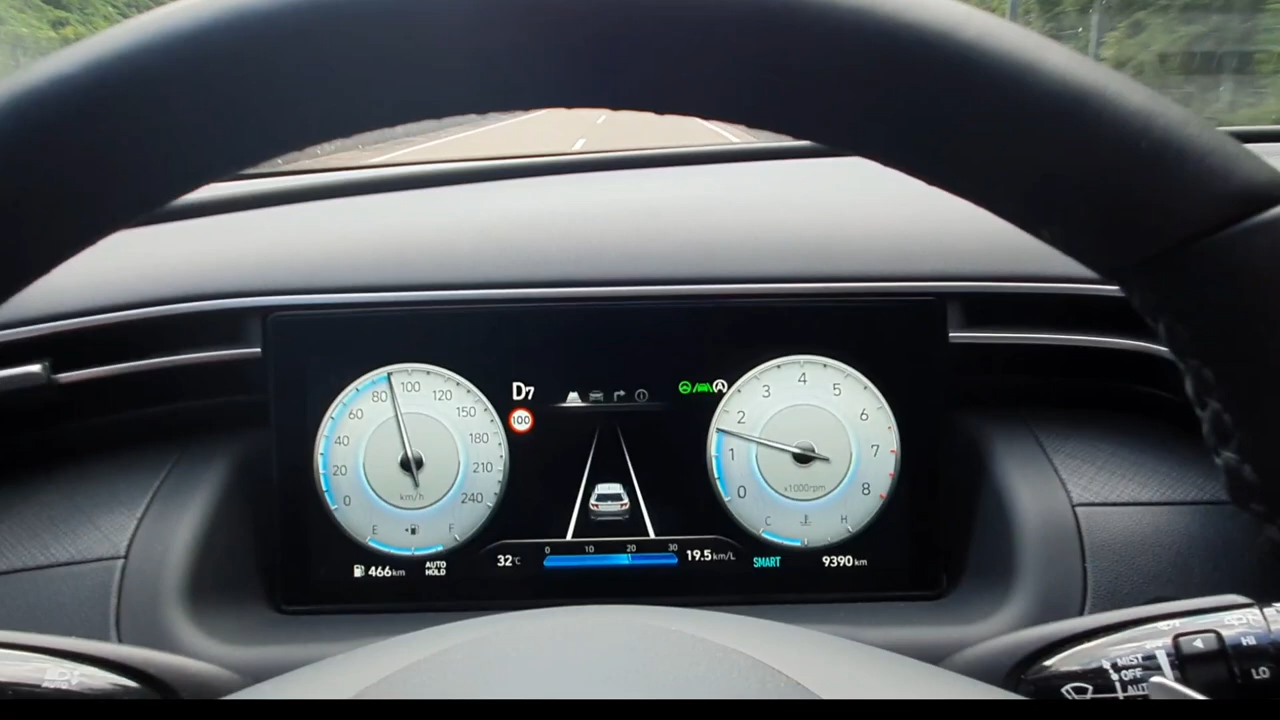 D7
100
0 20 40 60 80 100 120 150 180 210 240
km/h
E F
466km
AUTO
HOLD
32°C
0 10 20 30
19.5km/L
0 1 2 3 4 5 6 7 8
x1000rpm
C H
SMART
9390km
MIST
OFF
AUT
HI
LO